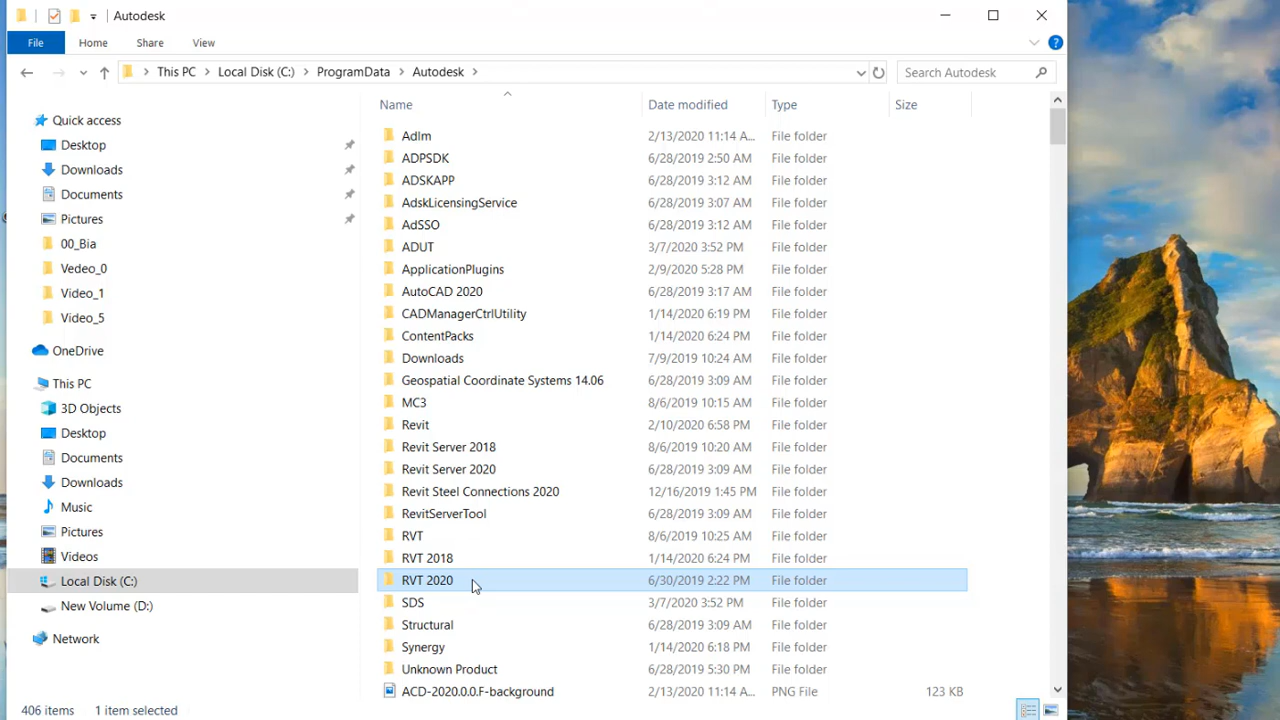 Autodesk
File Home Share View
This PC Local Disk (C:) ProgramData Autodesk Search Autodesk
Name Date modified Type Size
Quick access
Desktop
Downloads
Documents
Pictures
00_Bia
Vedeo_0
Video_1
Video_5
OneDrive
This PC
3D Objects
Desktop
Documents
Downloads
Music
Pictures
Videos
Local Disk (C:)
New Volume (D:)
Network
AdIm 2/13/2020 11:14 A... File folder
ADPSDK 6/28/2019 2:50 AM File folder
ADSKAPP 6/28/2019 3:12 AM File folder
AdskLicensingService 6/28/2019 3:07 AM File folder
AdSSO 6/28/2019 3:12 AM File folder
ADUT 3/7/2020 3:52 PM File folder
ApplicationPlugins 2/9/2020 5:28 PM File folder
AutoCAD 2020 6/28/2019 3:17 AM File folder
CADManagerCtrlUtility 1/14/2020 6:19 PM File folder
ContentPacks 1/14/2020 6:24 PM File folder
Downloads 7/9/2019 10:24 AM File folder
Geospatial Coordinate Systems 14.06 6/28/2019 3:09 AM File folder
MC3 8/6/2019 10:15 AM File folder
Revit 2/10/2020 6:58 PM File folder
Revit Server 2018 8/6/2019 10:20 AM File folder
Revit Server 2020 6/28/2019 3:09 AM File folder
Revit Steel Connections 2020 12/16/2019 1:45 PM File folder
RevitServerTool 6/28/2019 3:09 AM File folder
RVT 8/6/2019 10:25 AM File folder
RVT 2018 1/14/2020 6:24 PM File folder
RVT 2020 6/30/2019 2:22 PM File folder
SDS 3/7/2020 3:52 PM File folder
Structural 6/28/2019 3:09 AM File folder
Synergy 1/14/2020 6:18 PM File folder
Unknown Product 6/28/2019 5:30 PM File folder
ACD-2020.0.0.F-background 2/13/2020 11:14 A... PNG File 123 KB
406 items 1 item selected